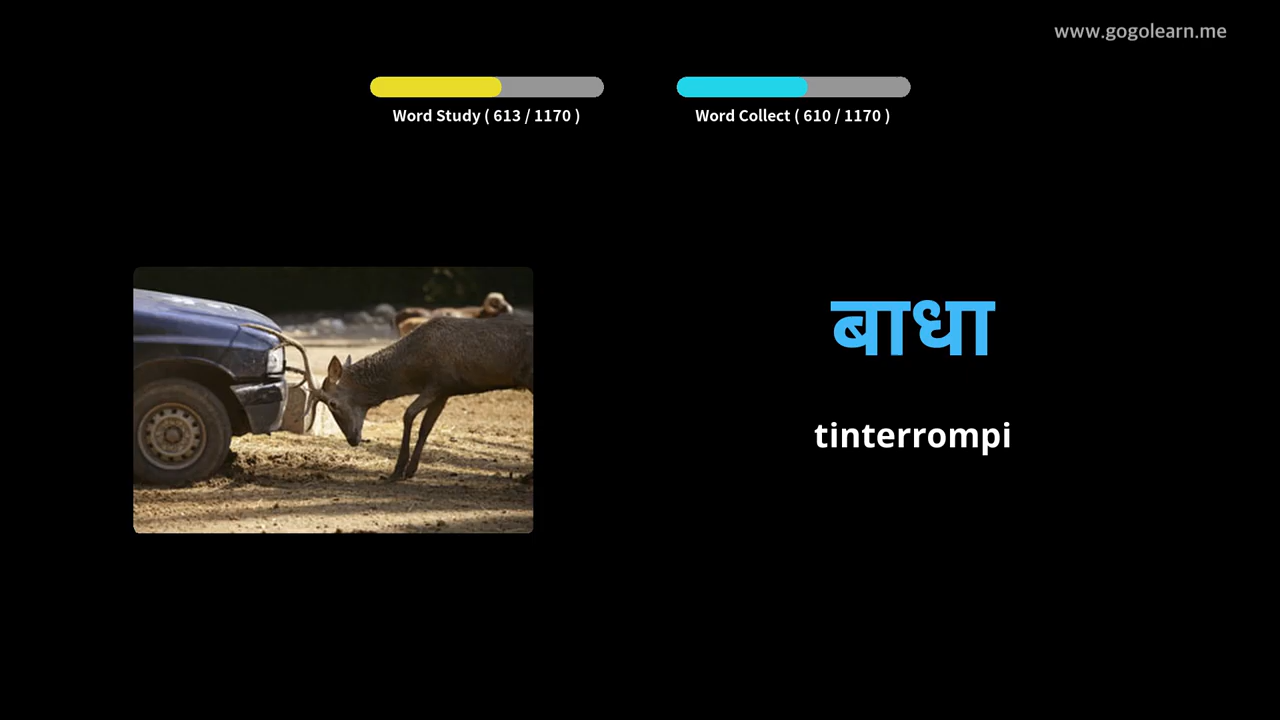 www.gogolearn.me
Word Study ( 613 / 1170 )
Word Collect ( 610 / 1170 )
बाधा
tinterrompi